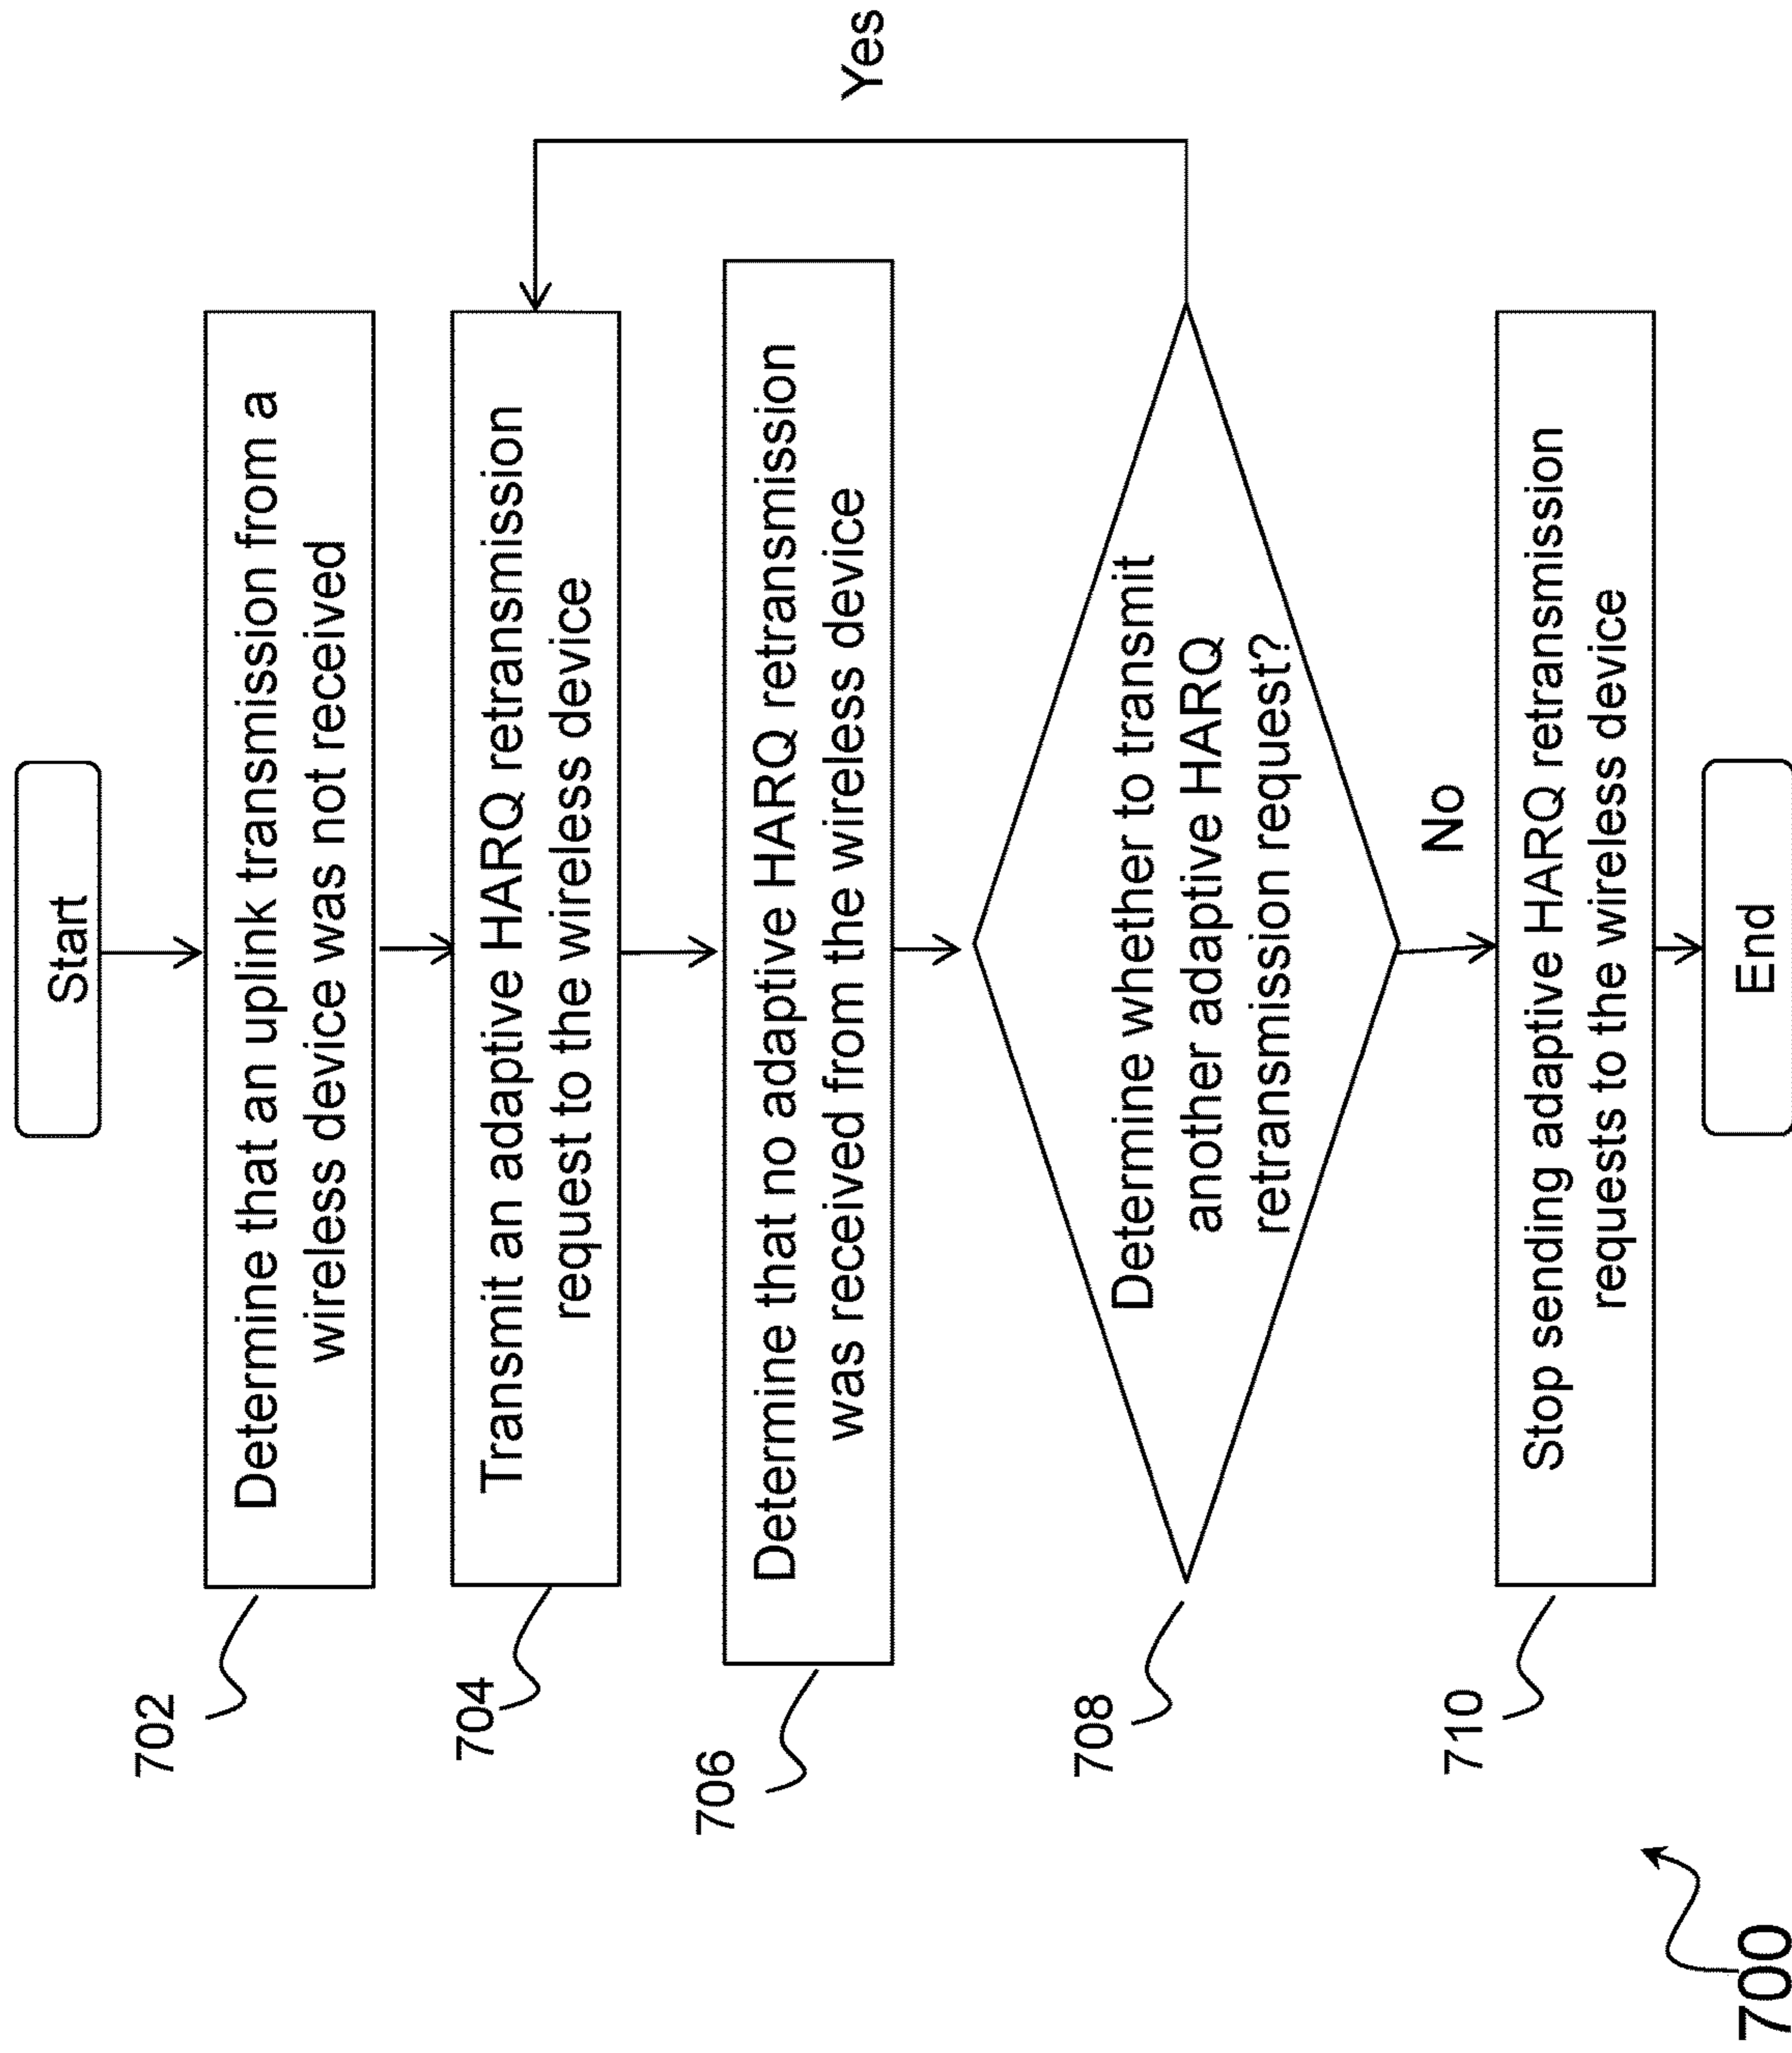 Start
702
Determine that an uplink transmission from a
wireless device was not received
704
Transmit an adaptive HARQ retransmission
request to the wireless device
706
Determine that no adaptive HARQ retransmission
was received from the wireless device
Yes
708
Determine whether to transmit
another adaptive HARQ
retransmission request?
No
710
Stop sending adaptive HARQ retransmission
requests to the wireless device
End
700